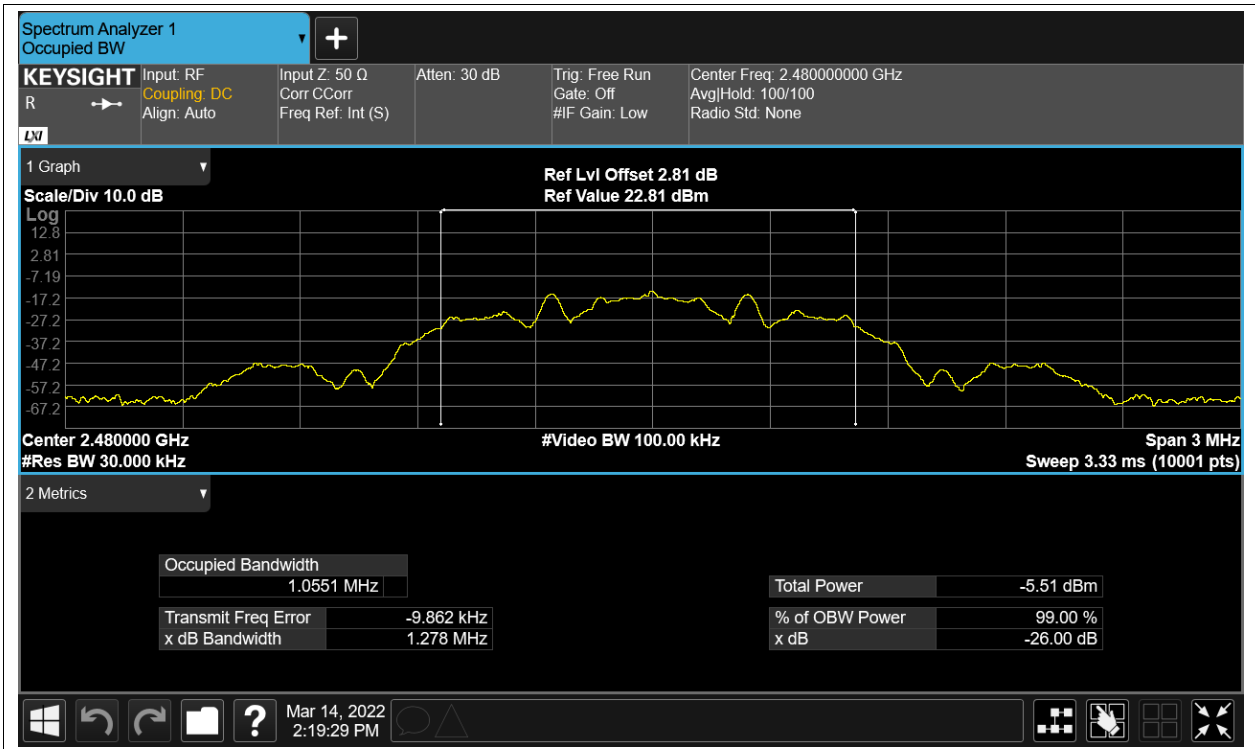 Spectrum Analyzer 1
Occupied BW
KEYSIGHT Input: RF Input Z: 50 Ω Atten: 30 dB Trig: Free Run Center Freq: 2.480000000 GHz
R Coupling: DC Corr CCorr Gate: Off Avg|Hold: 100/100
Align: Auto Freq Ref: Int (S) #IF Gain: Low Radio Std: None
LXI
1 Graph
Ref Lvl Offset 2.81 dB
Scale/Div 10.0 dB Ref Value 22.81 dBm
Log
12.8
2.81
-7.19
-17.2
-27.2
-37.2
-47.2
-57.2
-67.2
Center 2.480000 GHz #Video BW 100.00 kHz Span 3 MHz
#Res BW 30.000 kHz Sweep 3.33 ms (10001 pts)
2 Metrics
Occupied Bandwidth
1.0551 MHz Total Power -5.51 dBm
Transmit Freq Error -9.862 kHz % of OBW Power 99.00 %
x dB Bandwidth 1.278 MHz x dB -26.00 dB
? Mar 14, 2022
2:19:29 PM